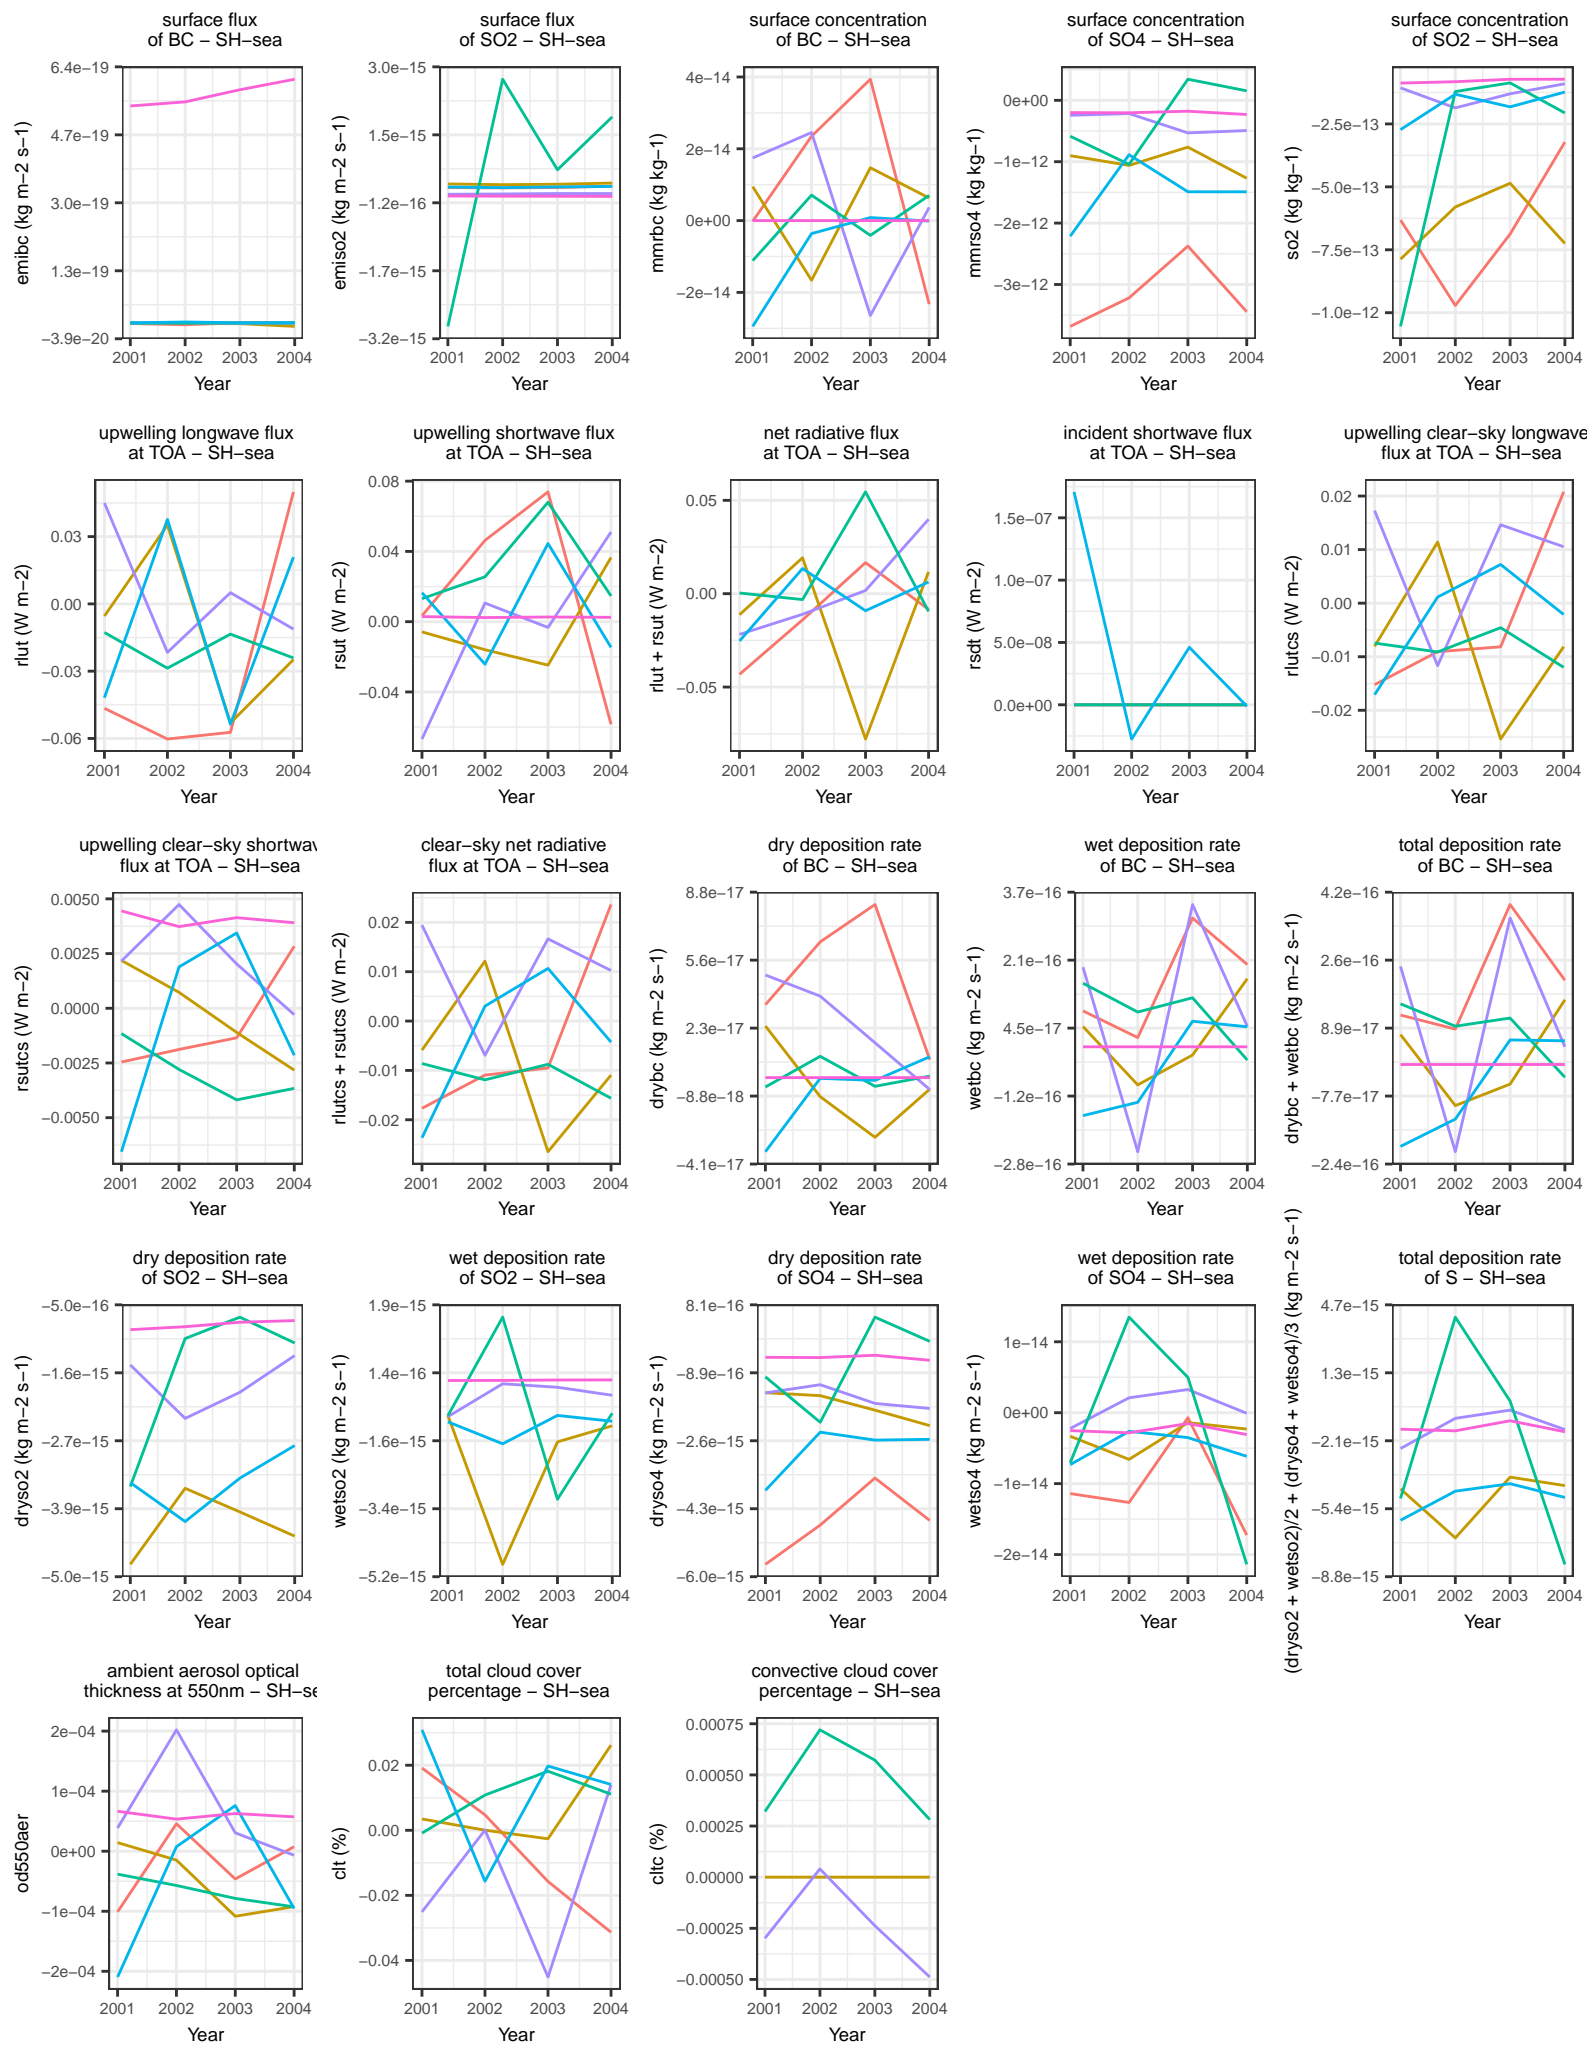 surface flux
of BC − SH−sea
emibc (kg m−2 s−1)
6.4e−19
4.7e−19
3.0e−19
1.3e−19
−3.9e−20
2001 2002 2003 2004
Year
surface flux
of SO2 − SH−sea
emiso2 (kg m−2 s−1)
3.0e−15
1.5e−15
−1.2e−16
−1.7e−15
−3.2e−15
2001 2002 2003 2004
Year
surface concentration
of BC − SH−sea
mmrbc (kg kg−1)
4e−14
2e−14
0e+00
−2e−14
2001 2002 2003 2004
Year
surface concentration
of SO4 − SH−sea
mmrso4 (kg kg−1)
0e+00
−1e−12
−2e−12
−3e−12
2001 2002 2003 2004
Year
surface concentration
of SO2 − SH−sea
so2 (kg kg−1)
−2.5e−13
−5.0e−13
−7.5e−13
−1.0e−12
2001 2002 2003 2004
Year
upwelling longwave flux
at TOA − SH−sea
rlut (W m−2)
0.03
0.00
−0.03
−0.06
2001 2002 2003 2004
Year
upwelling shortwave flux
at TOA − SH−sea
rsut (W m−2)
0.08
0.04
0.00
−0.04
2001 2002 2003 2004
Year
net radiative flux
at TOA − SH−sea
rlut + rsut (W m−2)
0.05
0.00
−0.05
2001 2002 2003 2004
Year
incident shortwave flux
at TOA − SH−sea
rsdt (W m−2)
1.5e−07
1.0e−07
5.0e−08
0.0e+00
2001 2002 2003 2004
Year
upwelling clear−sky longwave
flux at TOA − SH−sea
rlutcs (W m−2)
0.02
0.01
0.00
−0.01
−0.02
2001 2002 2003 2004
Year
upwelling clear−sky shortwav
flux at TOA − SH−sea
rsutcs (W m−2)
0.0050
0.0025
0.0000
−0.0025
−0.0050
2001 2002 2003 2004
Year
clear−sky net radiative
flux at TOA − SH−sea
rlutcs + rsutcs (W m−2)
0.02
0.01
0.00
−0.01
−0.02
2001 2002 2003 2004
Year
dry deposition rate
of BC − SH−sea
drybc (kg m−2 s−1)
8.8e−17
5.6e−17
2.3e−17
−8.8e−18
−4.1e−17
2001 2002 2003 2004
Year
wet deposition rate
of BC − SH−sea
wetbc (kg m−2 s−1)
3.7e−16
2.1e−16
4.5e−17
−1.2e−16
−2.8e−16
2001 2002 2003 2004
Year
total deposition rate
of BC − SH−sea
drybc + wetbc (kg m−2 s−1)
4.2e−16
2.6e−16
8.9e−17
−7.7e−17
−2.4e−16
2001 2002 2003 2004
Year
dry deposition rate
of SO2 − SH−sea
dryso2 (kg m−2 s−1)
−5.0e−16
−1.6e−15
−2.7e−15
−3.9e−15
−5.0e−15
2001 2002 2003 2004
Year
wet deposition rate
of SO2 − SH−sea
wetso2 (kg m−2 s−1)
1.9e−15
1.4e−16
−1.6e−15
−3.4e−15
−5.2e−15
2001 2002 2003 2004
Year
dry deposition rate
of SO4 − SH−sea
dryso4 (kg m−2 s−1)
8.1e−16
−8.9e−16
−2.6e−15
−4.3e−15
−6.0e−15
2001 2002 2003 2004
Year
wet deposition rate
of SO4 − SH−sea
wetso4 (kg m−2 s−1)
1e−14
0e+00
−1e−14
−2e−14
2001 2002 2003 2004
Year
total deposition rate
of S − SH−sea
(dryso2 + wetso2)/2 + (dryso4 + wetso4)/3 (kg m−2 s−1)
4.7e−15
1.3e−15
−2.1e−15
−5.4e−15
−8.8e−15
2001 2002 2003 2004
Year
ambient aerosol optical
thickness at 550nm − SH−se
od550aer
2e−04
1e−04
0e+00
−1e−04
−2e−04
2001 2002 2003 2004
Year
total cloud cover
percentage − SH−sea
clt (%)
0.02
0.00
−0.02
−0.04
2001 2002 2003 2004
Year
convective cloud cover
percentage − SH−sea
cltc (%)
0.00075
0.00050
0.00025
0.00000
−0.00025
−0.00050
2001 2002 2003 2004
Year